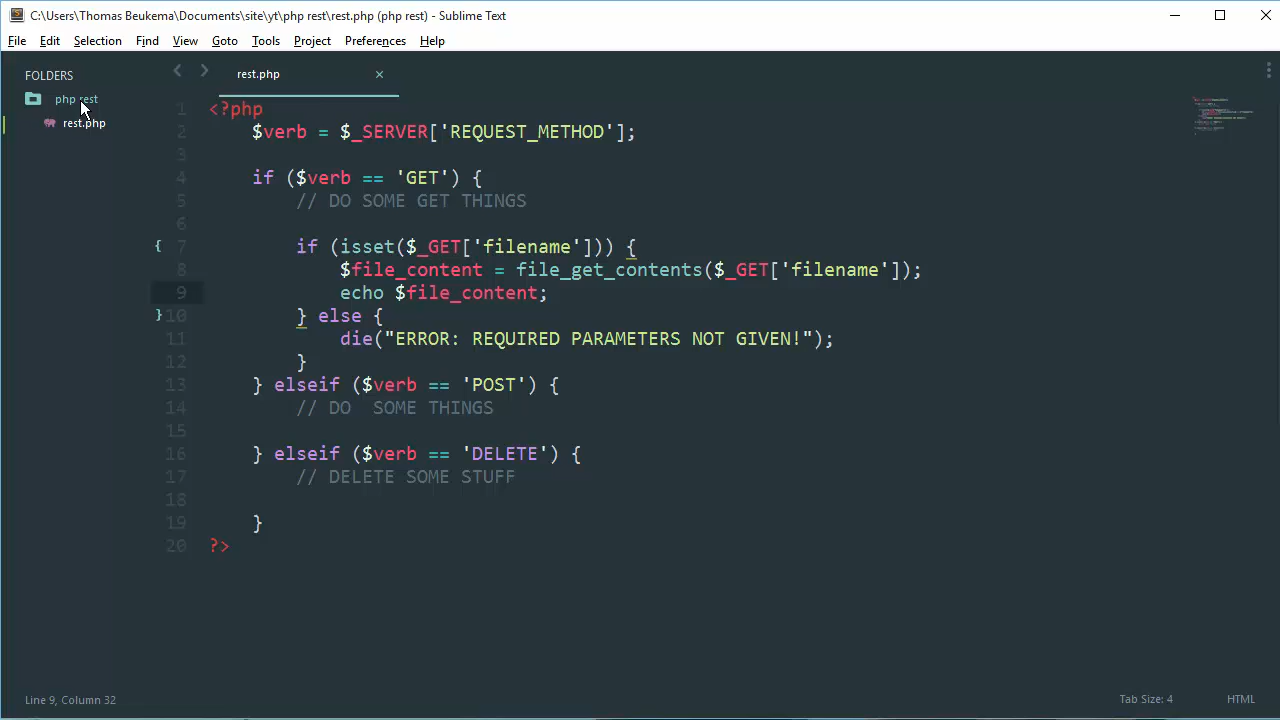 C:\Users\Thomas Beukema\Documents\site\yt\php rest\rest.php (php rest) - Sublime Text
File Edit Selection Find View Goto Tools Project Preferences Help
FOLDERS
php rest
rest.php
rest.php
1 <?php
2 $verb = $_SERVER['REQUEST_METHOD'];
3
4 if ($verb == 'GET') {
5 // DO SOME GET THINGS
6
7 if (isset($_GET['filename'])) {
8 $file_content = file_get_contents($_GET['filename']);
9 echo $file_content;
10 } else {
11 die("ERROR: REQUIRED PARAMETERS NOT GIVEN!");
12 }
13 } elseif ($verb == 'POST') {
14 // DO  SOME THINGS
15
16 } elseif ($verb == 'DELETE') {
17 // DELETE SOME STUFF
18
19 }
20 ?>
Line 9, Column 32
Tab Size: 4
HTML